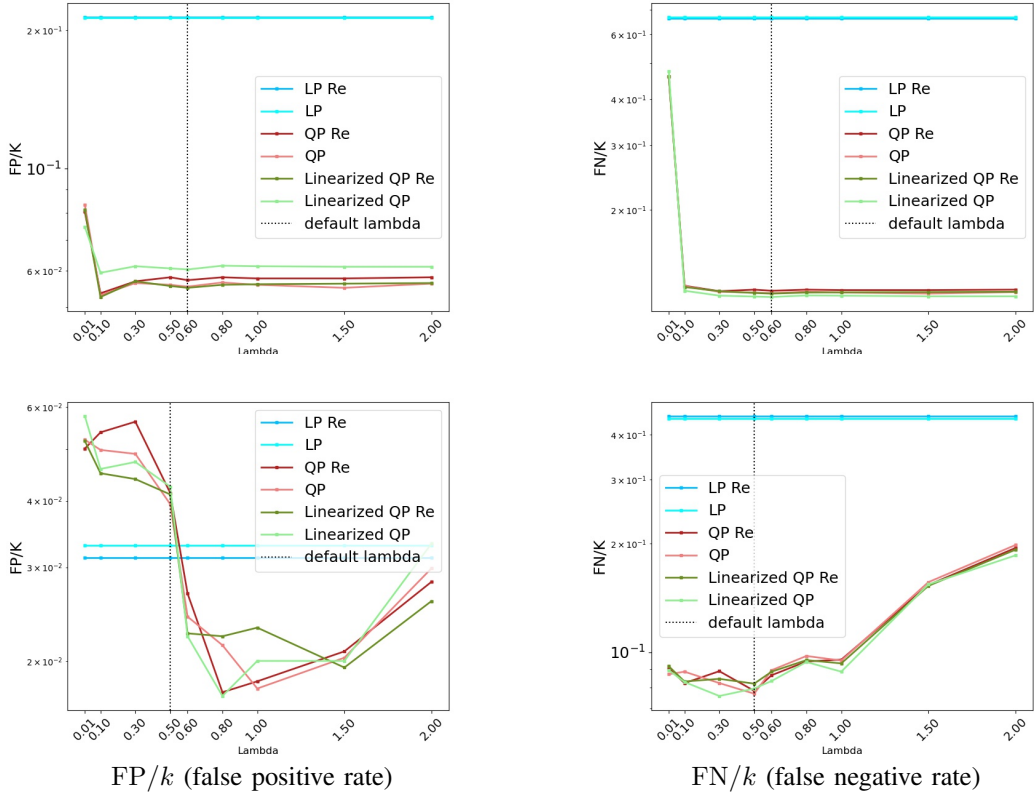 2 × 10⁻¹
10⁻¹
6 × 10⁻²
FP/K
LP Re
LP
QP Re
QP
Linearized QP Re
Linearized QP
default lambda
0.01 0.10 0.30 0.50 0.60 0.80 1.00 1.50 2.00
Lambda
6 × 10⁻¹
4 × 10⁻¹
3 × 10⁻¹
2 × 10⁻¹
FN/K
LP Re
LP
QP Re
QP
Linearized QP Re
Linearized QP
default lambda
0.01 0.10 0.30 0.50 0.60 0.80 1.00 1.50 2.00
Lambda
6 × 10⁻²
4 × 10⁻²
3 × 10⁻²
2 × 10⁻²
FP/K
LP Re
LP
QP Re
QP
Linearized QP Re
Linearized QP
default lambda
0.01 0.10 0.30 0.50 0.60 0.80 1.00 1.50 2.00
Lambda
FP/k (false positive rate)
4 × 10⁻¹
3 × 10⁻¹
2 × 10⁻¹
10⁻¹
FN/K
LP Re
LP
QP Re
QP
Linearized QP Re
Linearized QP
default lambda
0.01 0.10 0.30 0.50 0.60 0.80 1.00 1.50 2.00
Lambda
FN/k (false negative rate)